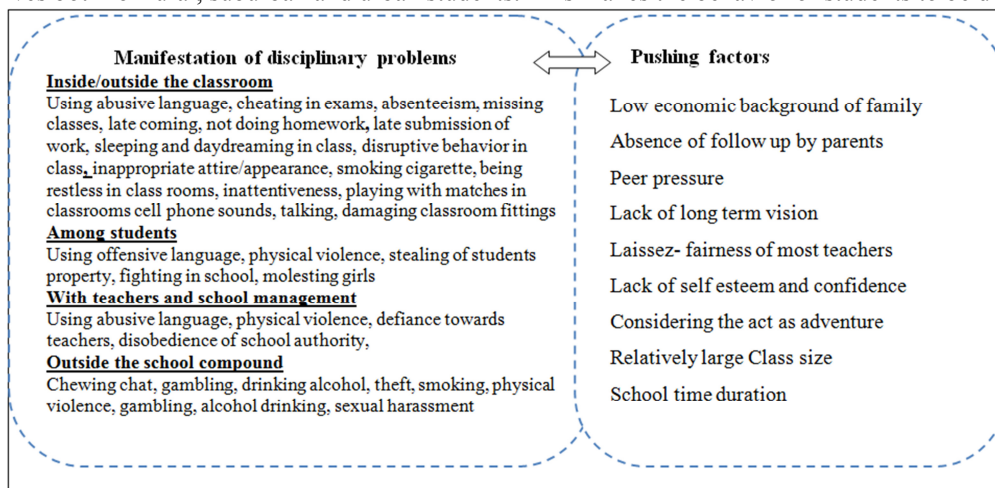 Manifestation of disciplinary problems
Inside/outside the classroom
Using abusive language, cheating in exams, absenteeism, missing
classes, late coming, not doing homework, late submission of
work, sleeping and daydreaming in class, disruptive behavior in
class, inappropriate attire/appearance, smoking cigarette, being
restless in class rooms, inattentiveness, playing with matches in
classrooms cell phone sounds, talking, damaging classroom fittings
Among students
Using offensive language, physical violence, stealing of students
property, fighting in school, molesting girls
With teachers and school management
Using abusive language, physical violence, defiance towards
teachers, disobedience of school authority,
Outside the school compound
Chewing chat, gambling, drinking alcohol, theft, smoking, physical
violence, gambling, alcohol drinking, sexual harassment
Pushing factors
Low economic background of family
Absence of follow up by parents
Peer pressure
Lack of long term vision
Laissez- fairness of most teachers
Lack of self esteem and confidence
Considering the act as adventure
Relatively large Class size
School time duration